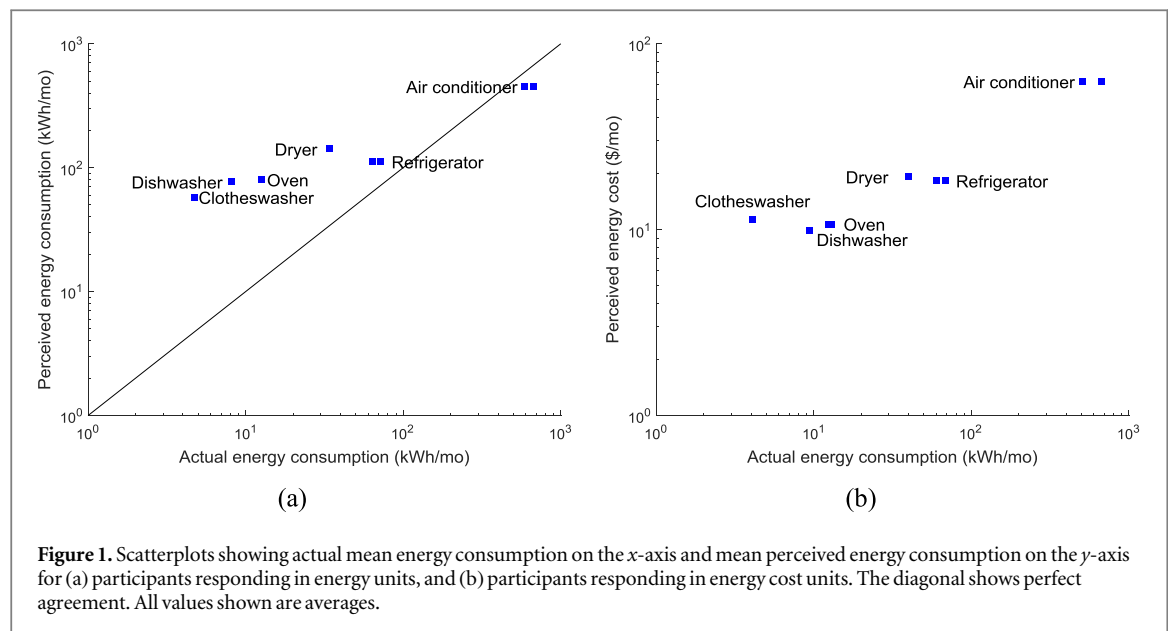 10³
10²
10¹
10⁰
Perceived energy consumption (kWh/mo)
Air conditioner
Dryer
Refrigerator
Dishwasher
Oven
Clotheswasher
10⁰ 10¹ 10² 10³
Actual energy consumption (kWh/mo)
(a)
10²
10¹
10⁰
Perceived energy cost ($/mo)
Air conditioner
Dryer
Refrigerator
Clotheswasher
Oven
Dishwasher
10⁰ 10¹ 10² 10³
Actual energy consumption (kWh/mo)
(b)
Figure 1. Scatterplots showing actual mean energy consumption on the x-axis and mean perceived energy consumption on the y-axis
for (a) participants responding in energy units, and (b) participants responding in energy cost units. The diagonal shows perfect
agreement. All values shown are averages.